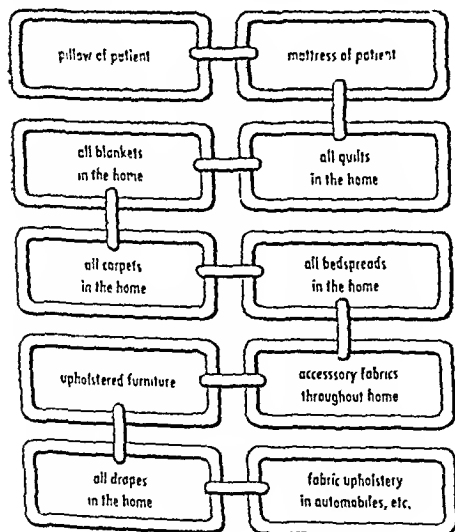 pillow of patient
mattress of patient
all blankets
in the home
all quilts
in the home
all carpets
in the home
all bedspreads
in the home
upholstered furniture
accesssory fabrics
throughout home
all drapes
in the home
fabric upholstery
in automobiles, etc.